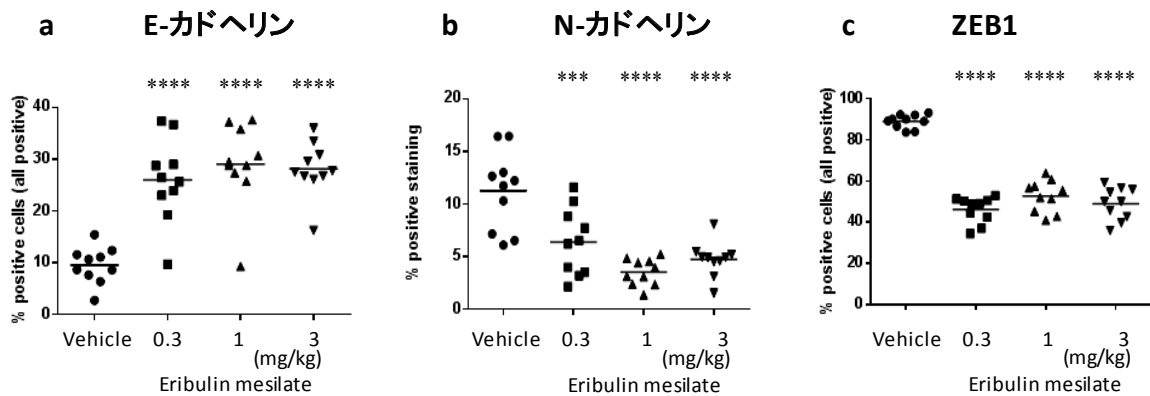 a E-カドヘリン
**** **** ****
% positive cells (all positive)
40
30
20
10
0
Vehicle 0.3 1 3
(mg/kg)
Eribulin mesilate
b N-カドヘリン
*** **** ****
% positive staining
20
15
10
5
0
Vehicle 0.3 1 3
(mg/kg)
Eribulin mesilate
c ZEB1
**** **** ****
% positive cells (all positive)
100
80
60
40
20
0
Vehicle 0.3 1 3
(mg/kg)
Eribulin mesilate